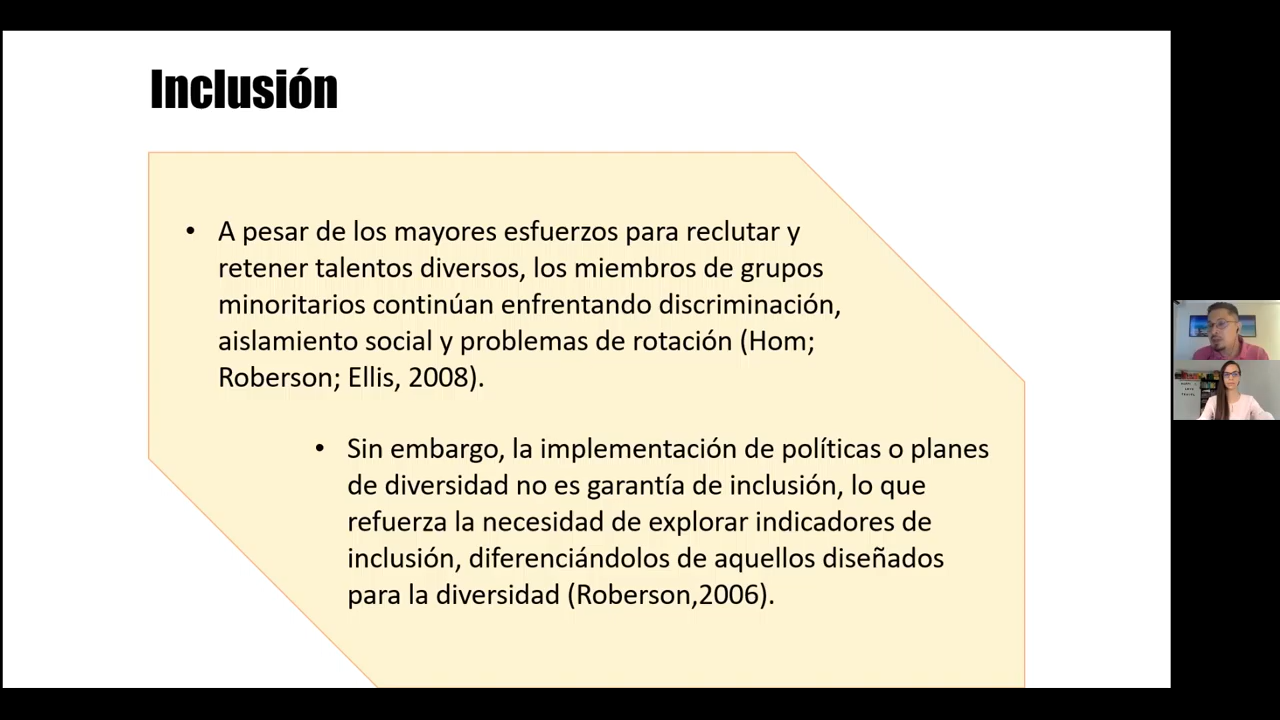 Inclusión
• A pesar de los mayores esfuerzos para reclutar y
retener talentos diversos, los miembros de grupos
minoritarios continúan enfrentando discriminación,
aislamiento social y problemas de rotación (Hom;
Roberson; Ellis, 2008).
• Sin embargo, la implementación de políticas o planes
de diversidad no es garantía de inclusión, lo que
refuerza la necesidad de explorar indicadores de
inclusión, diferenciándolos de aquellos diseñados
para la diversidad (Roberson,2006).